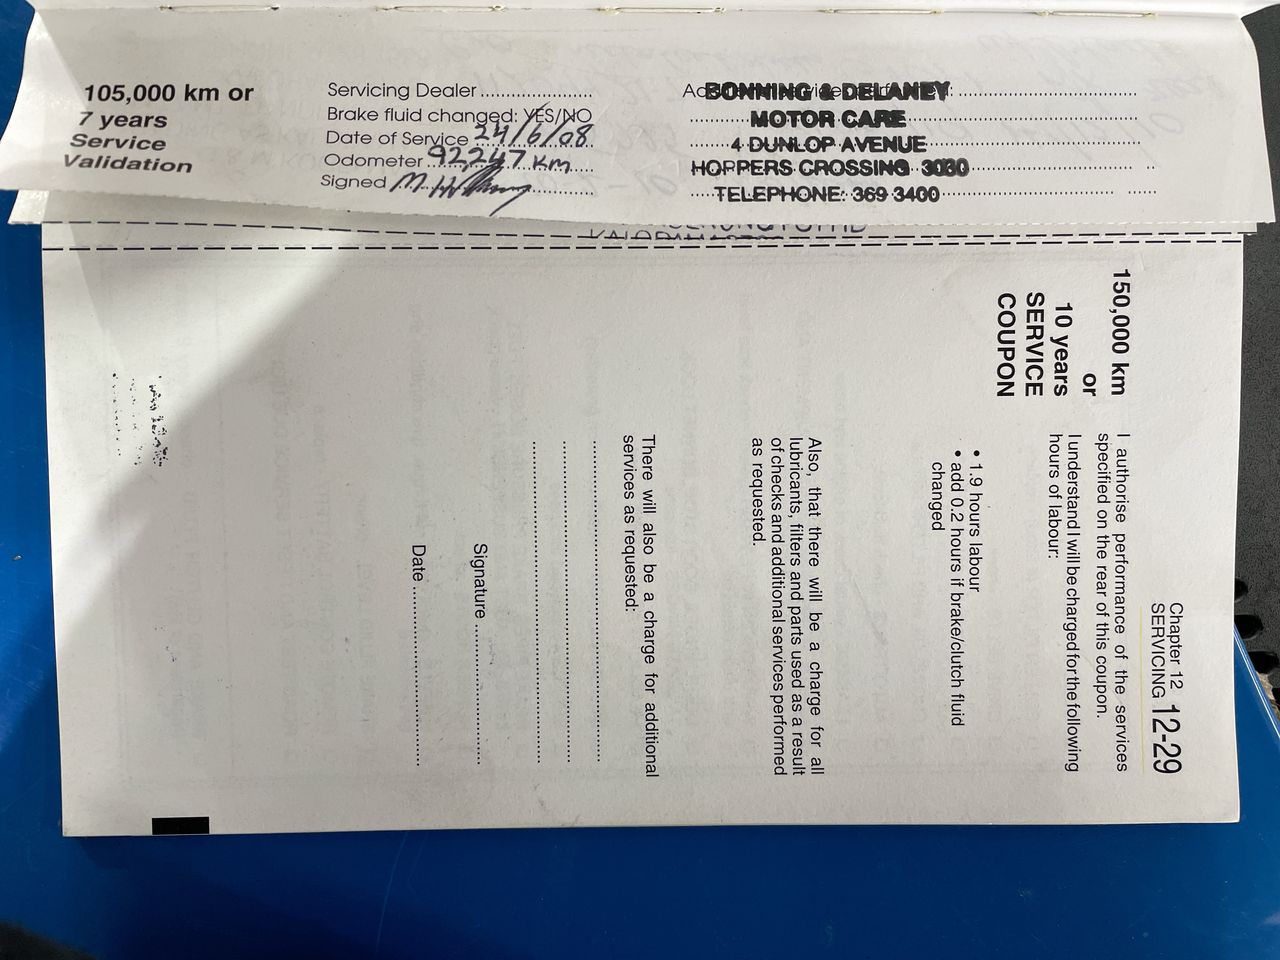 105,000 km or
7 years
Service
Validation
Servicing Dealer
Brake fluid changed: YES/NO
Date of Service 24/6/08
Odometer 92,247 KM
Signed
BONNING & DELANEY
MOTOR CARE
4 DUNLOP AVENUE
HOPPERS CROSSING 3030
TELEPHONE: 369 3400
Chapter 12
SERVICING 12-29
150,000 km
or
10 years
SERVICE
COUPON
I authorise performance of the services
specified on the rear of this coupon.
I understand I will be charged for the following
hours of labour:
• 1.9 hours labour
• add 0.2 hours if brake/clutch fluid
changed
Also, that there will be a charge for all
lubricants, filters and parts used as a result
of checks and additional services performed
as requested.
There will also be a charge for additional
services as requested:
Signature
Date